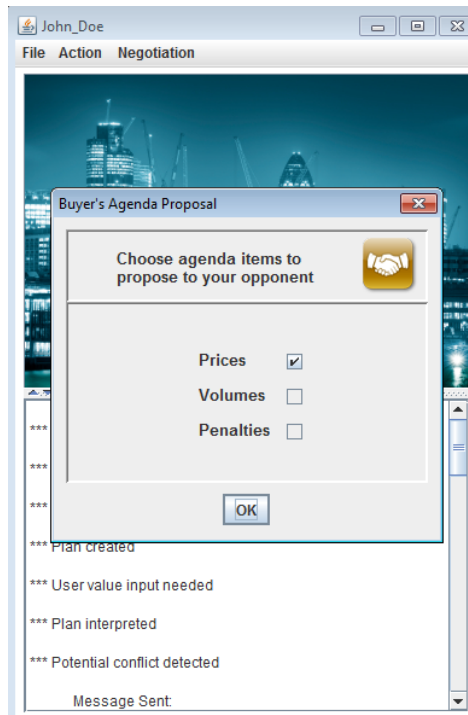 John_Doe
File Action Negotiation
Buyer's Agenda Proposal
Choose agenda items to
propose to your opponent
Prices
Volumes
Penalties
OK
***
***
***
*** Plan created
*** User value input needed
*** Plan interpreted
*** Potential conflict detected
Message Sent: